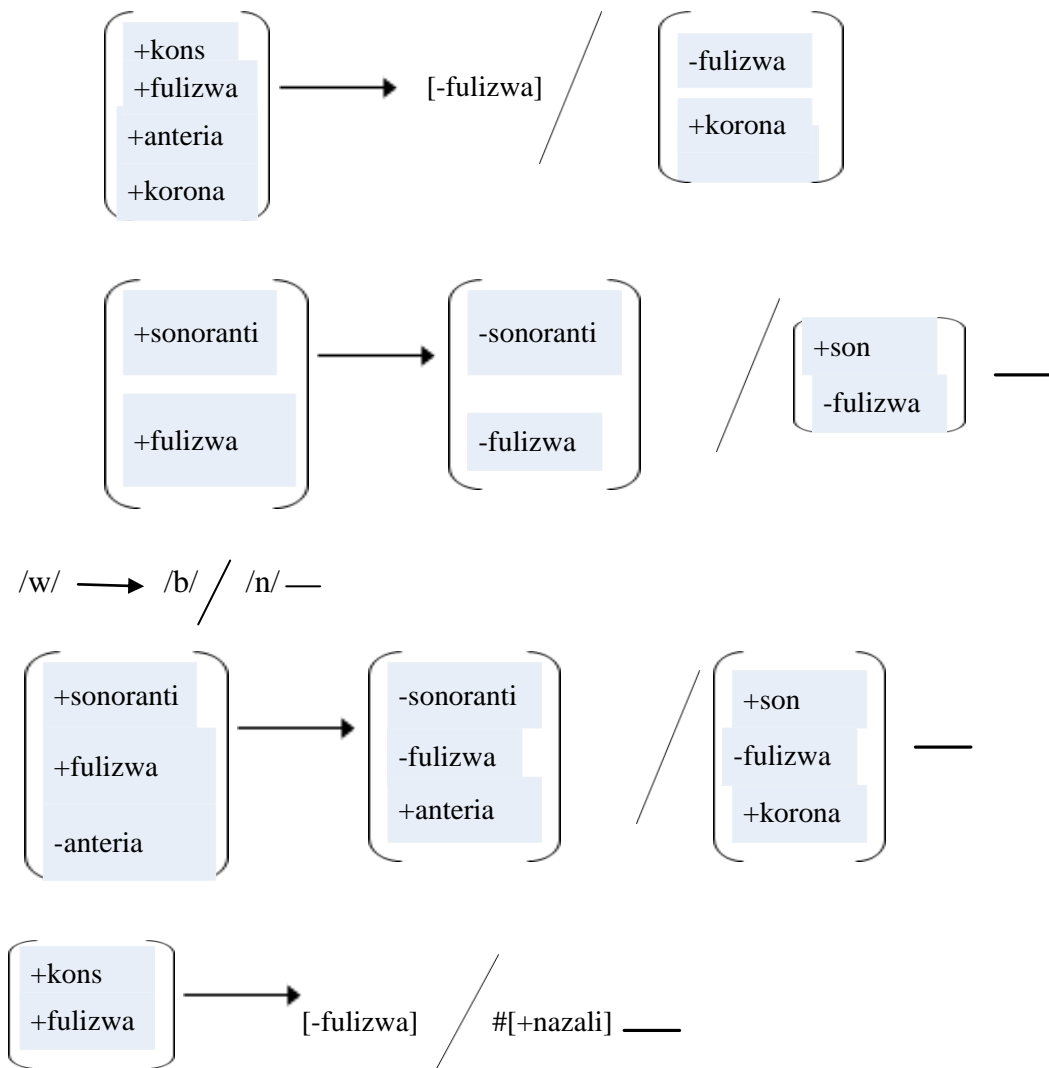 +kons
+fulizwa
+anteria
+korona
[-fulizwa]
-fulizwa
+korona
+sonoranti
+fulizwa
-sonoranti
-fulizwa
+son
-fulizwa
/w/ → /b/ / /n/ —
+sonoranti
+fulizwa
-anteria
-sonoranti
-fulizwa
+anteria
+son
-fulizwa
+korona
+kons
+fulizwa
[-fulizwa]
#[+nazali]